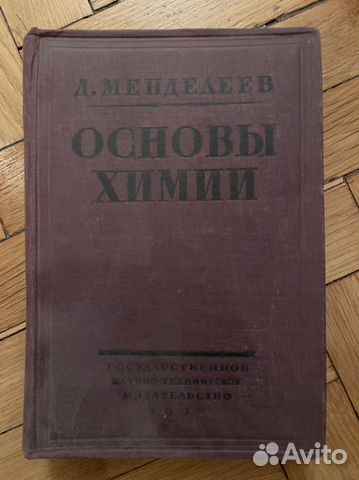 Д. МЕНДЕЛЕЕВ
ОСНОВЫ
ХИМИИ
ГОСУДАРСТВЕННОЕ
НАУЧНО-ТЕХНИЧЕСКОЕ
ИЗДАТЕЛЬСТВО
Avito